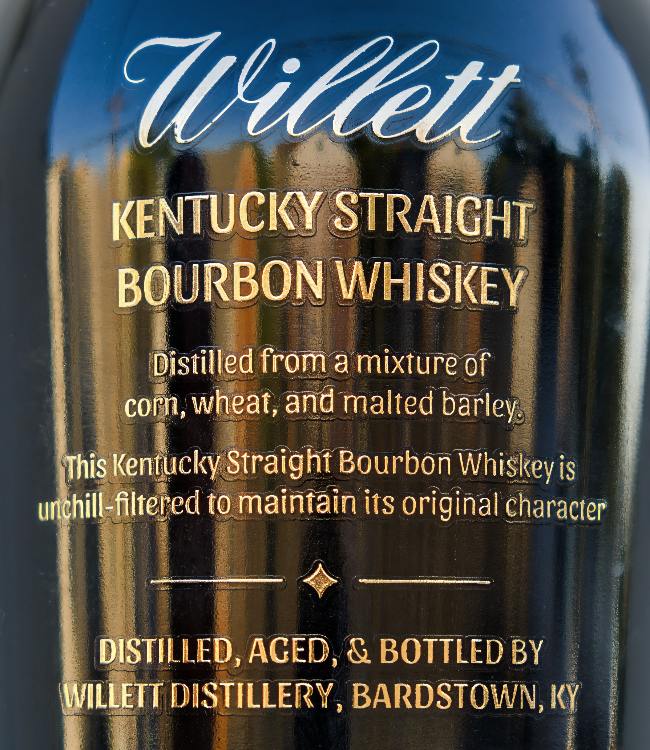 Willett
KENTUCKY STRAIGHT
BOURBON WHISKEY
Distilled from a mixture of
corn, wheat, and malted barley.
This Kentucky Straight Bourbon Whiskey is
unchill-filtered to maintain its original character
DISTILLED, AGED, & BOTTLED BY
WILLETT DISTILLERY, BARDSTOWN, KY